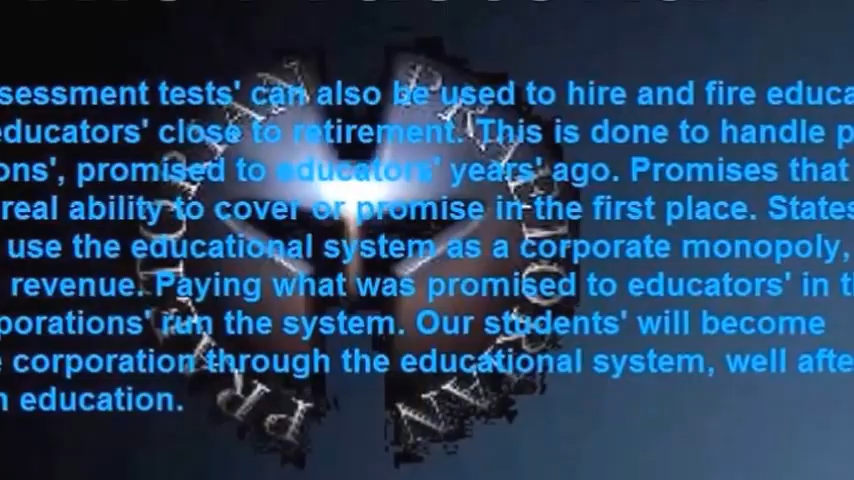 sessment tests' can also be used to hire and fire educa
educators' close to retirement. This is done to handle p
ons', promised to educators' years' ago. Promises that
real ability to cover or promise in the first place. States
use the educational system as a corporate monopoly,
revenue. Paying what was promised to educators' in t
porations' run the system. Our students' will become
corporation through the educational system, well afte
n education.
PRAETORIAN
PRAETORIAN